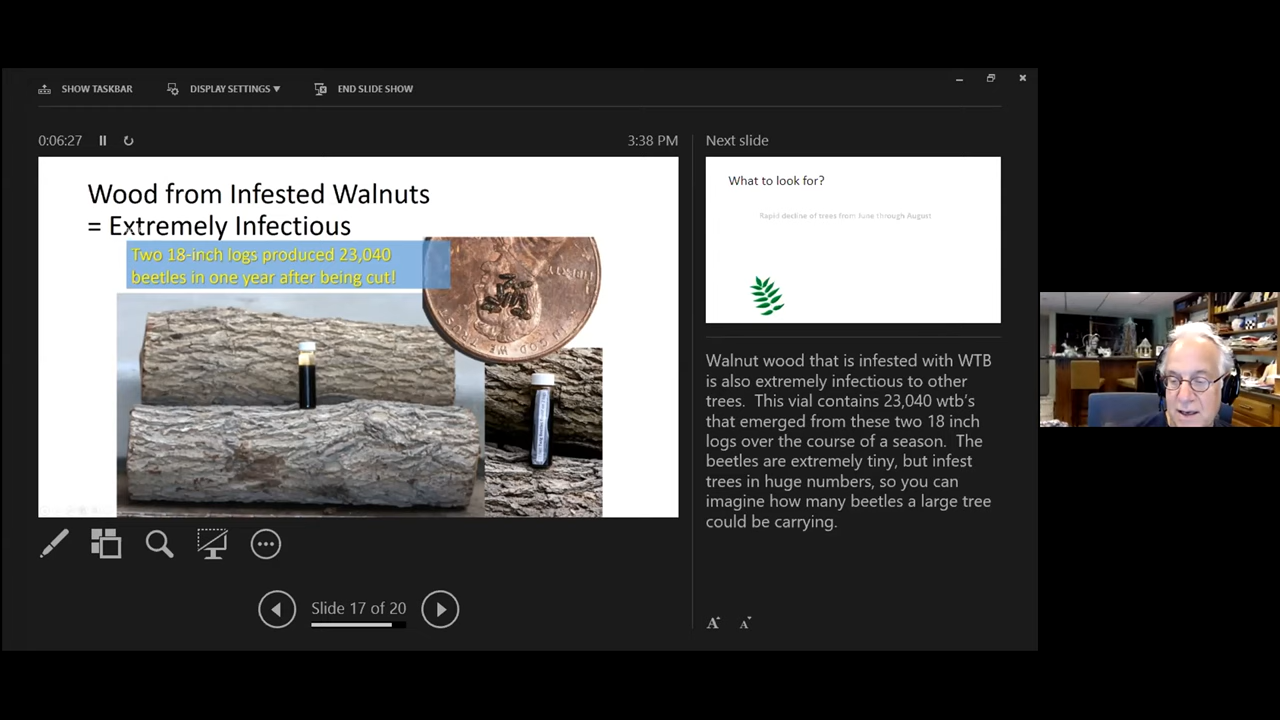 SHOW TASKBAR
DISPLAY SETTINGS ▼
END SLIDE SHOW
0:06:27
3:38 PM
Next slide
Wood from Infested Walnuts
= Extremely Infectious
Two 18-inch logs produced 23,040
beetles in one year after being cut!
What to look for?
Rapid decline of trees from June through August
Walnut wood that is infested with WTB
is also extremely infectious to other
trees. This vial contains 23,040 wtb's
that emerged from these two 18 inch
logs over the course of a season. The
beetles are extremely tiny, but infest
trees in huge numbers, so you can
imagine how many beetles a large tree
could be carrying.
Slide 17 of 20
A A